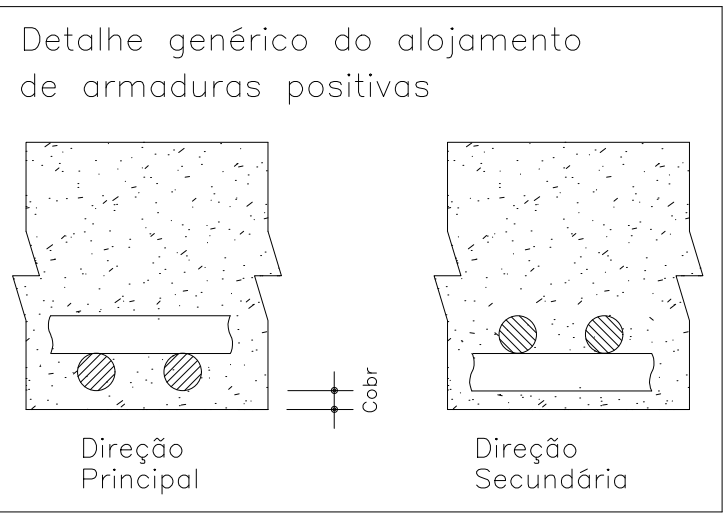 Detalhe genérico do alojamento
de armaduras positivas
Cobr
Direção
Principal
Direção
Secundária